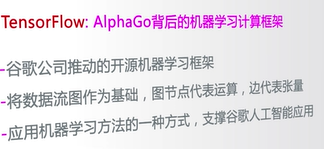 TensorFlow: AlphaGo背后的机器学习计算框架
-谷歌公司推动的开源机器学习框架
-将数据流图作为基础，图节点代表运算，边代表张量
-应用机器学习方法的一种方式，支撑谷歌人工智能应用